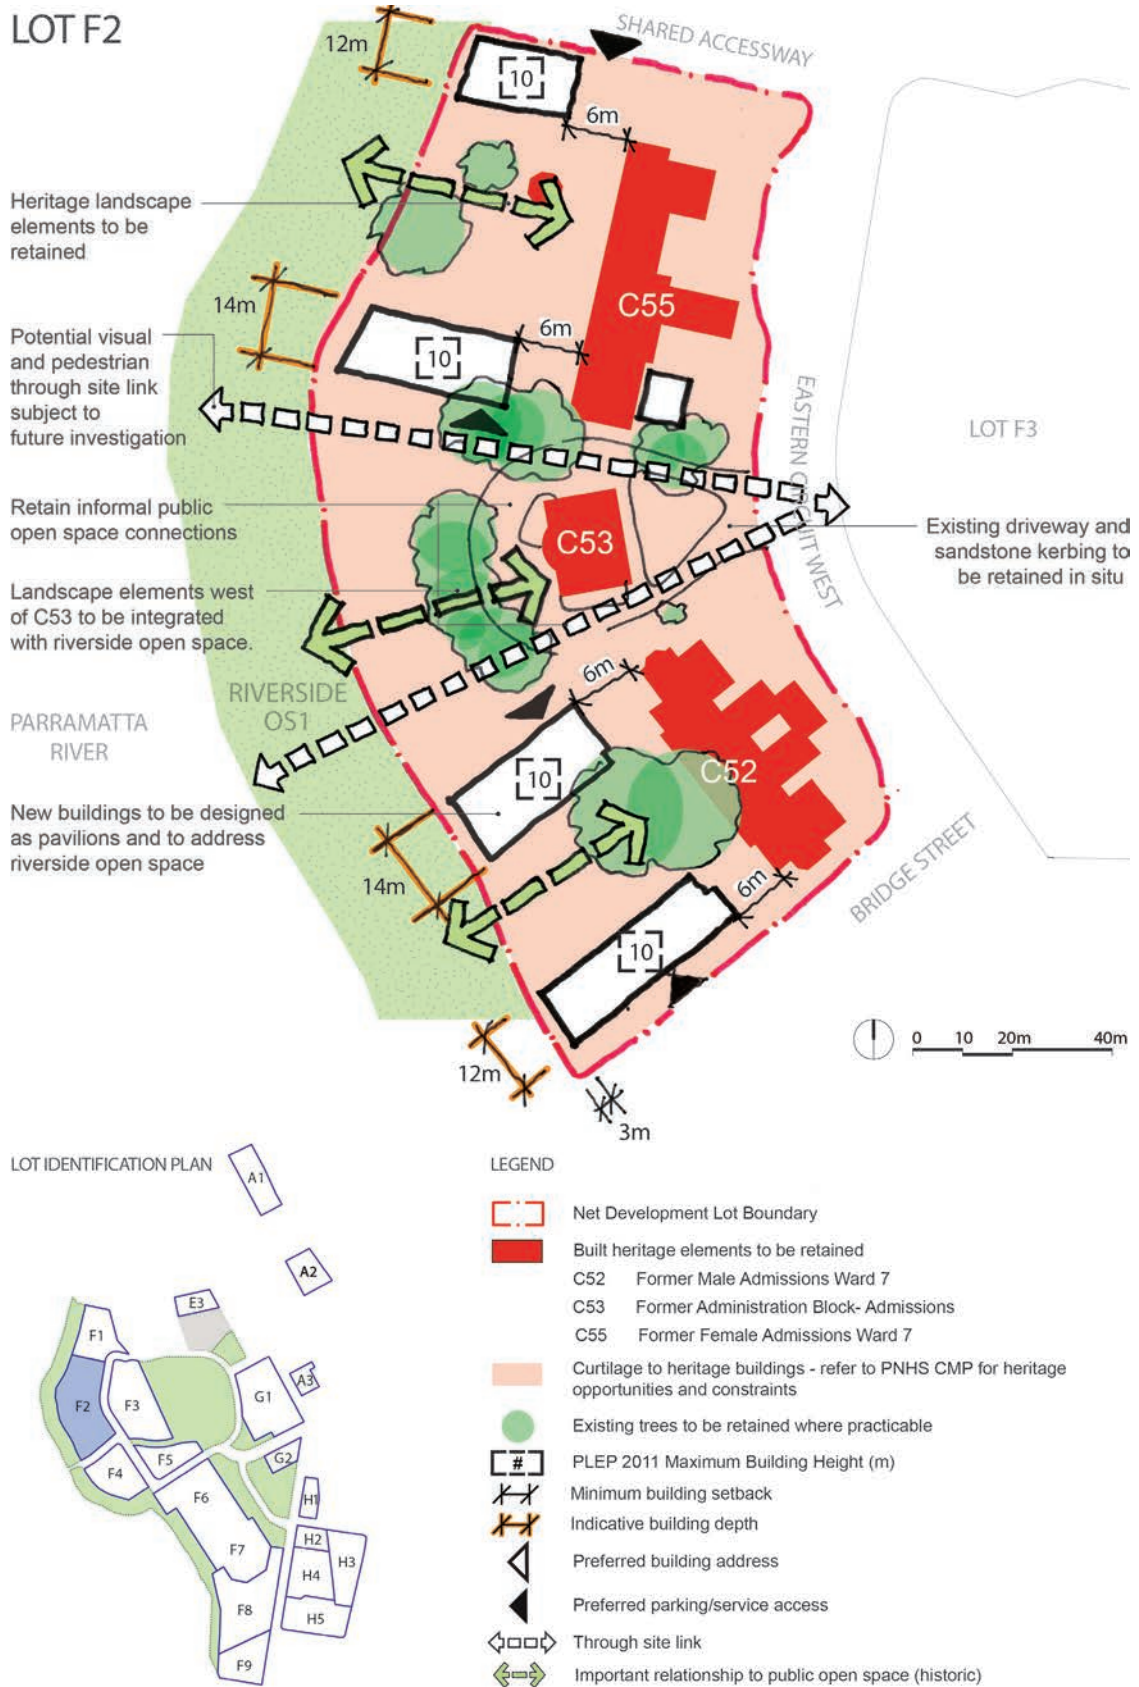 LOT F2
12m
SHARED ACCESSWAY
10
6m
Heritage landscape
elements to be
retained
14m
C55
6m
10
Potential visual
and pedestrian
through site link
subject to
future investigation
EASTERN CIRCUIT WEST
LOT F3
Retain informal public
open space connections
C53
Existing driveway and
sandstone kerbing to
be retained in situ
Landscape elements west
of C53 to be integrated
with riverside open space.
6m
RIVERSIDE
OS1
PARRAMATTA
RIVER
10
C52
New buildings to be designed
as pavilions and to address
riverside open space
14m
6m
BRIDGE STREET
10
12m
3m
0 10 20m 40m
LOT IDENTIFICATION PLAN
A1
A2
E3
F1
F2
F3
A3
G1
F4
F5
G2
F6
H1
F7
H2
H3
H4
F8
H5
F9
LEGEND
Net Development Lot Boundary
Built heritage elements to be retained
C52 Former Male Admissions Ward 7
C53 Former Administration Block- Admissions
C55 Former Female Admissions Ward 7
Curtilage to heritage buildings - refer to PNHS CMP for heritage
opportunities and constraints
Existing trees to be retained where practicable
# PLEP 2011 Maximum Building Height (m)
Minimum building setback
Indicative building depth
Preferred building address
Preferred parking/service access
Through site link
Important relationship to public open space (historic)